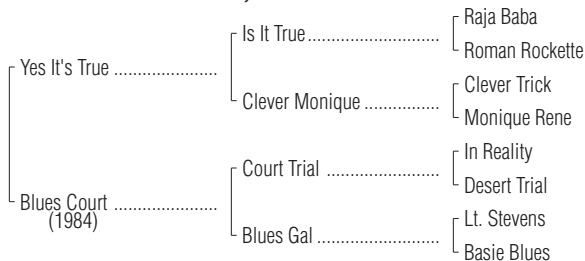 Raja Baba
Is It True
Roman Rockette
Yes It's True
Clever Trick
Clever Monique
Monique Rene
In Reality
Court Trial
Desert Trial
Blues Court
(1984)
Lt. Stevens
Blues Gal
Basie Blues